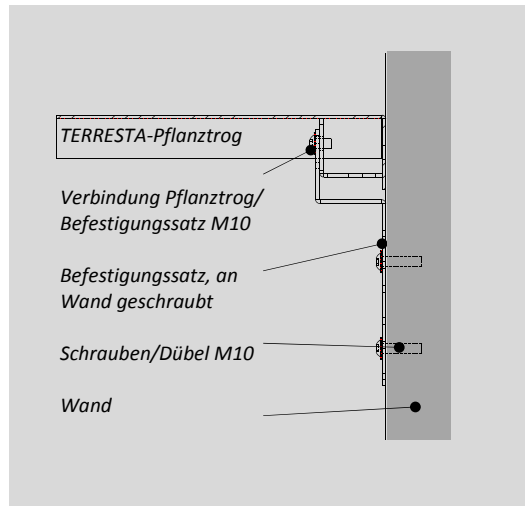 TERRESTA-Pflanztrog
Verbindung Pflanztrog/
Befestigungssatz M10
Befestigungssatz, an
Wand geschraubt
Schrauben/Dübel M10
Wand